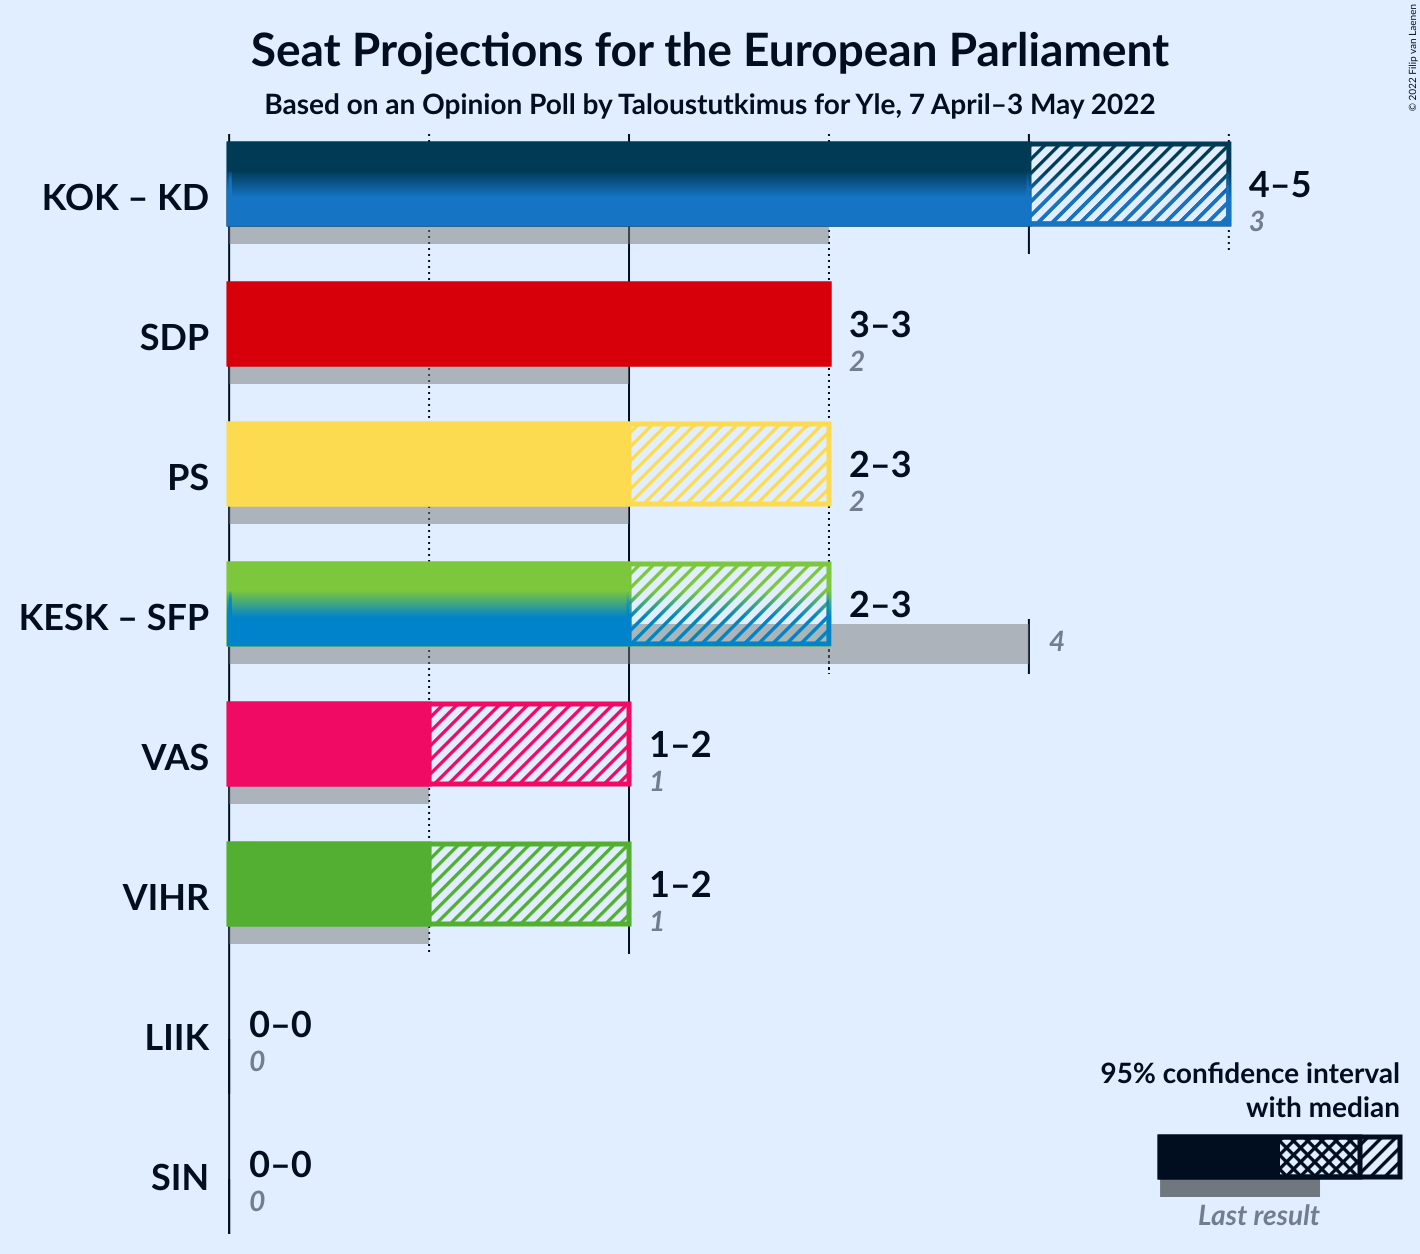 Seat Projections for the European Parliament
Based on an Opinion Poll by Taloustutkimus for Yle, 7 April–3 May 2022
© 2022 Filip van Laenen
KOK – KD
4–5
3
SDP
3–3
2
PS
2–3
2
KESK – SFP
2–3
4
VAS
1–2
1
VIHR
1–2
1
LIIK
0–0
0
SIN
0–0
0
95% confidence interval
with median
Last result